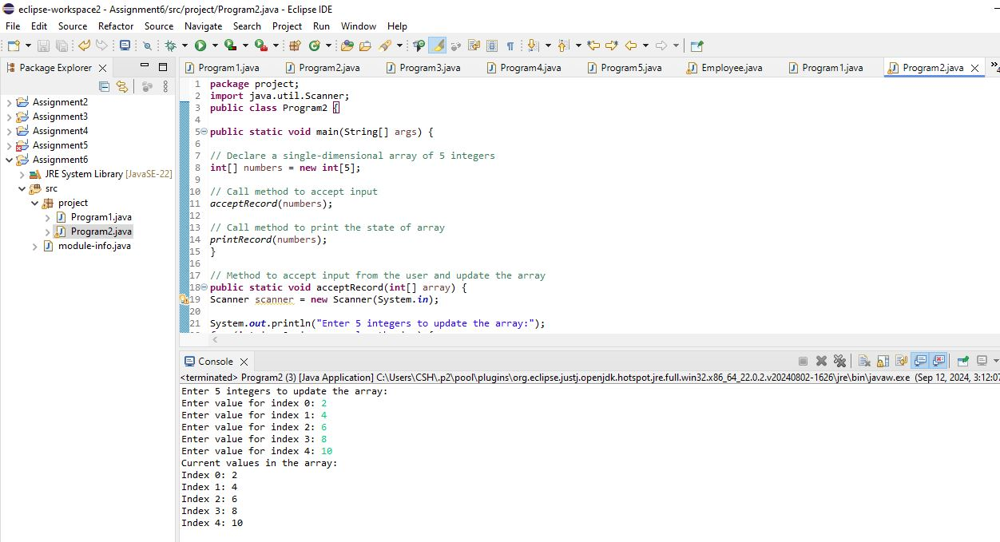 eclipse-workspace2 - Assignment6/src/project/Program2.java - Eclipse IDE
File Edit Source Refactor Source Navigate Search Project Run Window Help
Package Explorer
Program1.java Program2.java Program3.java Program4.java Program5.java Employee.java Program1.java Program2.java
Assignment2
Assignment3
Assignment4
Assignment5
Assignment6
JRE System Library [JavaSE-22]
src
project
Program1.java
Program2.java
module-info.java
1 package project;
2 import java.util.Scanner;
3 public class Program2 {
4
5 public static void main(String[] args) {
6
7 // Declare a single-dimensional array of 5 integers
8 int[] numbers = new int[5];
9
10 // Call method to accept input
11 acceptRecord(numbers);
12
13 // Call method to print the state of array
14 printRecord(numbers);
15 }
16
17 // Method to accept input from the user and update the array
18 public static void acceptRecord(int[] array) {
19 Scanner scanner = new Scanner(System.in);
20
21 System.out.println("Enter 5 integers to update the array:");
Console
<terminated> Program2 (3) [Java Application] C:\Users\CSH\.p2\pool\plugins\org.eclipse.justj.openjdk.hotspot.jre.full.win32.x86_64_22.0.2.v20240802-1626\jre\bin\javaw.exe (Sep 12, 2024, 3:12:07
Enter 5 integers to update the array:
Enter value for index 0: 2
Enter value for index 1: 4
Enter value for index 2: 6
Enter value for index 3: 8
Enter value for index 4: 10
Current values in the array:
Index 0: 2
Index 1: 4
Index 2: 6
Index 3: 8
Index 4: 10